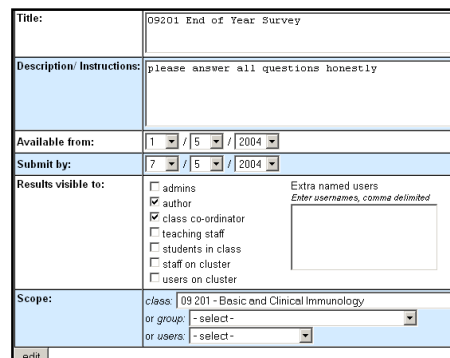 Title: 09201 End of Year Survey
Description/ Instructions: please answer all questions honestly
Available from: 1 / 5 / 2004
Submit by: 7 / 5 / 2004
Results visible to:
admins
author
class co-ordinator
teaching staff
students in class
staff on cluster
users on cluster
Extra named users
Enter usernames, comma delimited
Scope: class: 09 201 - Basic and Clinical Immunology
or group: - select -
or users: - select -
edit